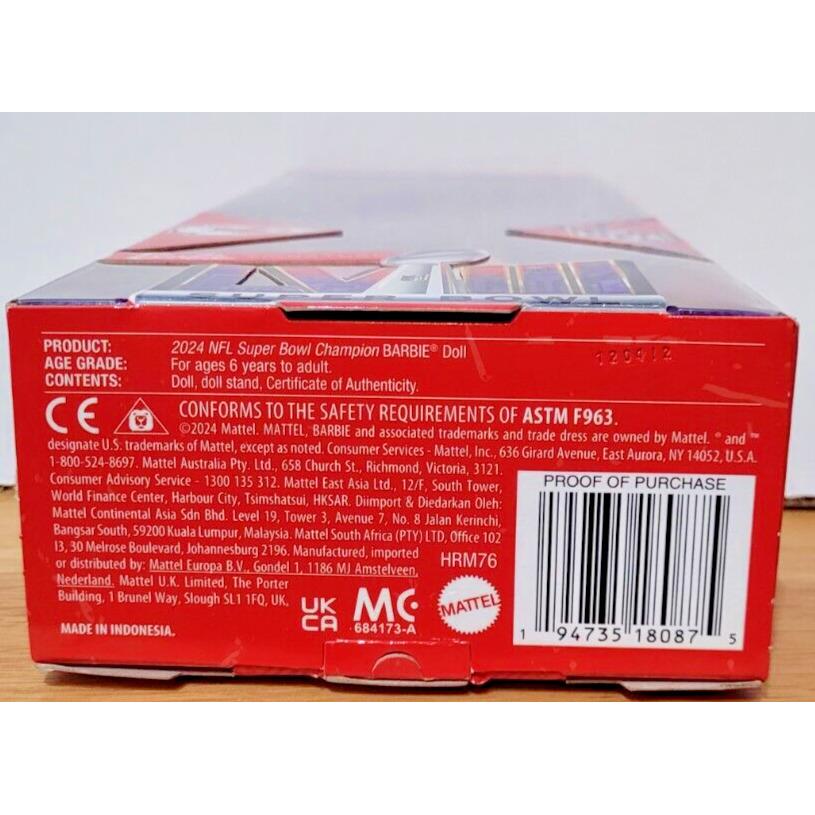 SUPER BOWL
PRODUCT: 2024 NFL Super Bowl Champion BARBIE® Doll
AGE GRADE: For ages 6 years to adult.
CONTENTS: Doll, doll stand, Certificate of Authenticity.
120912
CE CONFORMS TO THE SAFETY REQUIREMENTS OF ASTM F963.
©2024 Mattel. MATTEL, BARBIE and associated trademarks and trade dress are owned by Mattel. ® and ™
designate U.S. trademarks of Mattel, except as noted. Consumer Services - Mattel, Inc., 636 Girard Avenue, East Aurora, NY 14052, U.S.A.
1-800-524-8697. Mattel Australia Pty. Ltd., 658 Church St., Richmond, Victoria, 3121.
Consumer Advisory Service - 1300 135 312. Mattel East Asia Ltd., 12/F, South Tower,
World Finance Center, Harbour City, Tsimshatsui, HKSAR. Diimport & Diedarkan Oleh:
Mattel Continental Asia Sdn Bhd. Level 19, Tower 3, Avenue 7, No. 8 Jalan Kerinchi,
Bangsar South, 59200 Kuala Lumpur, Malaysia. Mattel South Africa (PTY) LTD, Office 102
I3, 30 Melrose Boulevard, Johannesburg 2196. Manufactured, imported
or distributed by: Mattel Europa B.V., Gondel 1, 1186 MJ Amstelveen,
Nederland. Mattel U.K. Limited, The Porter
Building, 1 Brunel Way, Slough SL1 1FQ, UK.
MADE IN INDONESIA.
UK
CA
MC
684173-A
HRM76
MATTEL
PROOF OF PURCHASE
1 94735 18087 5